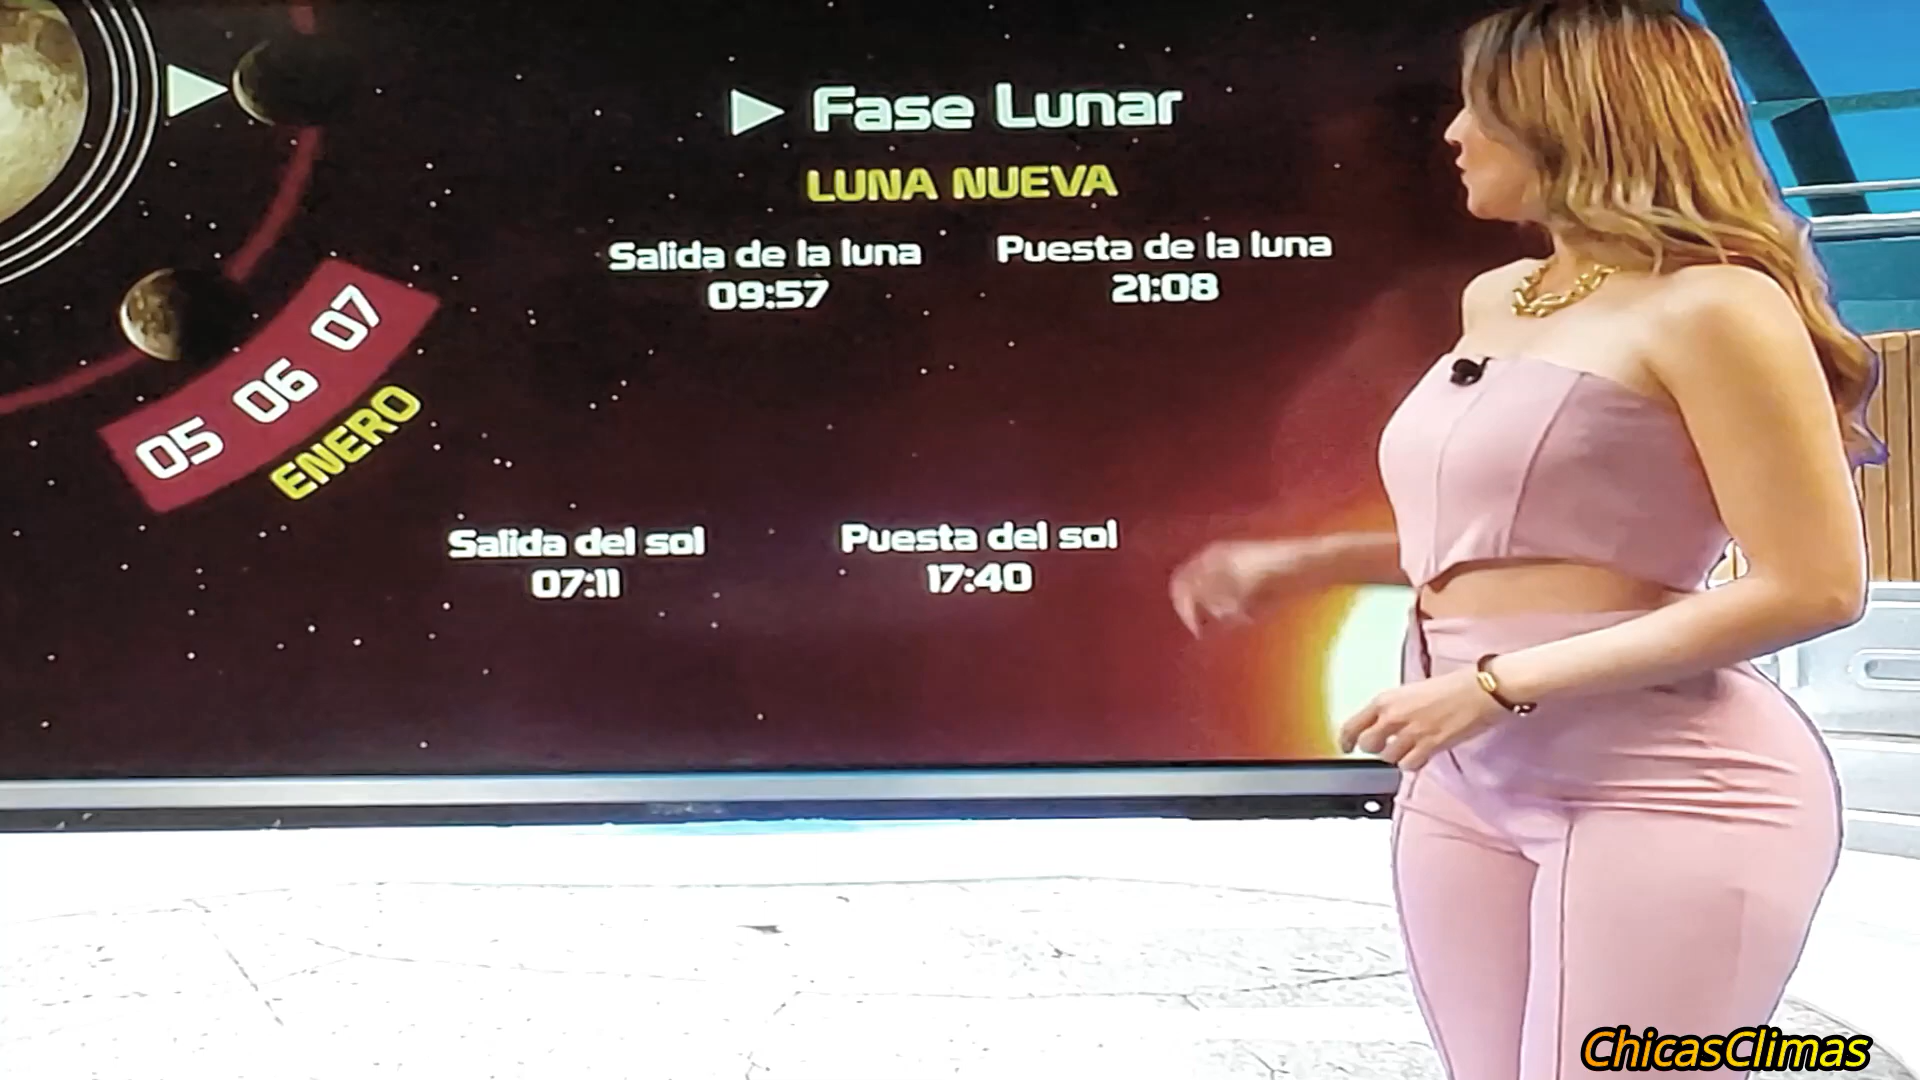 Fase Lunar
LUNA NUEVA
Salida de la luna
09:57
Puesta de la luna
21:08
05 06 07
ENERO
Salida del sol
07:11
Puesta del sol
17:40
ChicasClimas